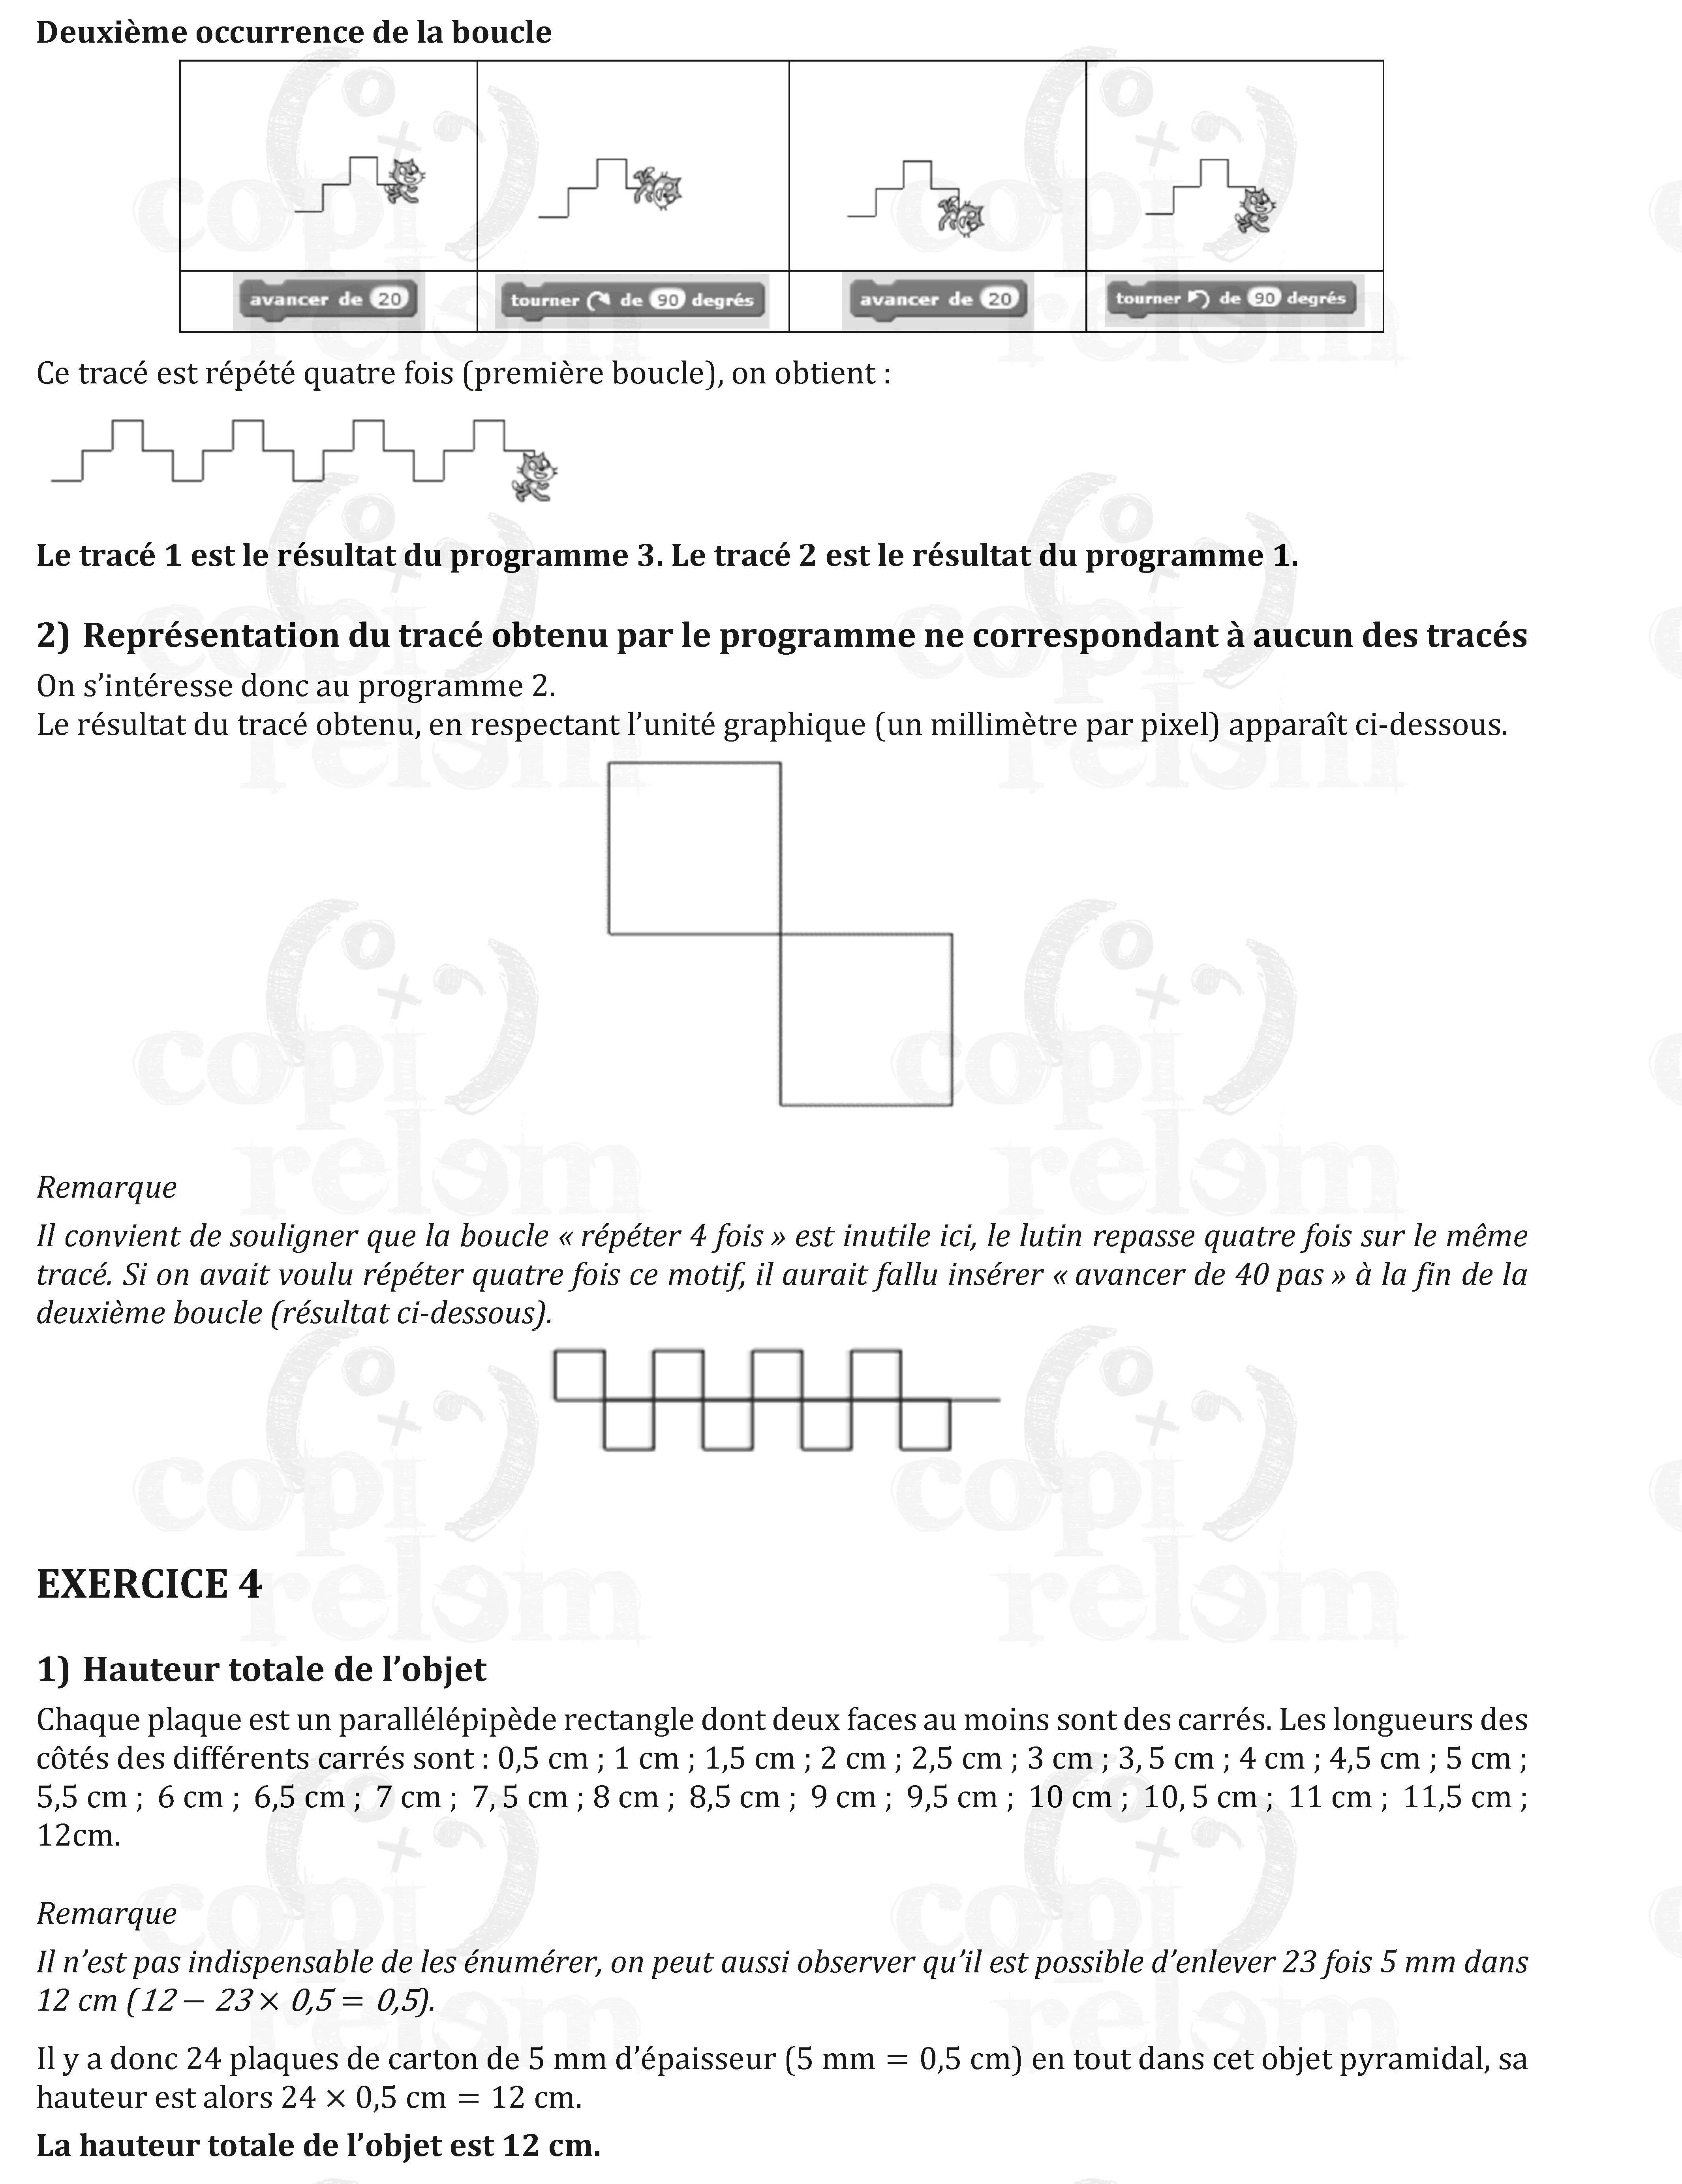 Deuxième occurrence de la boucle
avancer de 20
tourner de 90 degrés
avancer de 20
tourner de 90 degrés
Ce tracé est répété quatre fois (première boucle), on obtient :
Le tracé 1 est le résultat du programme 3. Le tracé 2 est le résultat du programme 1.
2) Représentation du tracé obtenu par le programme ne correspondant à aucun des tracés
On s’intéresse donc au programme 2.
Le résultat du tracé obtenu, en respectant l’unité graphique (un millimètre par pixel) apparaît ci-dessous.
Remarque
Il convient de souligner que la boucle « répéter 4 fois » est inutile ici, le lutin repasse quatre fois sur le même
tracé. Si on avait voulu répéter quatre fois ce motif, il aurait fallu insérer « avancer de 40 pas » à la fin de la
deuxième boucle (résultat ci-dessous).
EXERCICE 4
1) Hauteur totale de l’objet
Chaque plaque est un parallélépipède rectangle dont deux faces au moins sont des carrés. Les longueurs des
côtés des différents carrés sont : 0,5 cm ; 1 cm ; 1,5 cm ; 2 cm ; 2,5 cm ; 3 cm ; 3, 5 cm ; 4 cm ; 4,5 cm ; 5 cm ;
5,5 cm ; 6 cm ; 6,5 cm ; 7 cm ; 7, 5 cm ; 8 cm ; 8,5 cm ; 9 cm ; 9,5 cm ; 10 cm ; 10, 5 cm ; 11 cm ; 11,5 cm ;
12cm.
Remarque
Il n’est pas indispensable de les énumérer, on peut aussi observer qu’il est possible d’enlever 23 fois 5 mm dans
12 cm (12 − 23 × 0,5 = 0,5).
Il y a donc 24 plaques de carton de 5 mm d’épaisseur (5 mm = 0,5 cm) en tout dans cet objet pyramidal, sa
hauteur est alors 24 × 0,5 cm = 12 cm.
La hauteur totale de l’objet est 12 cm.